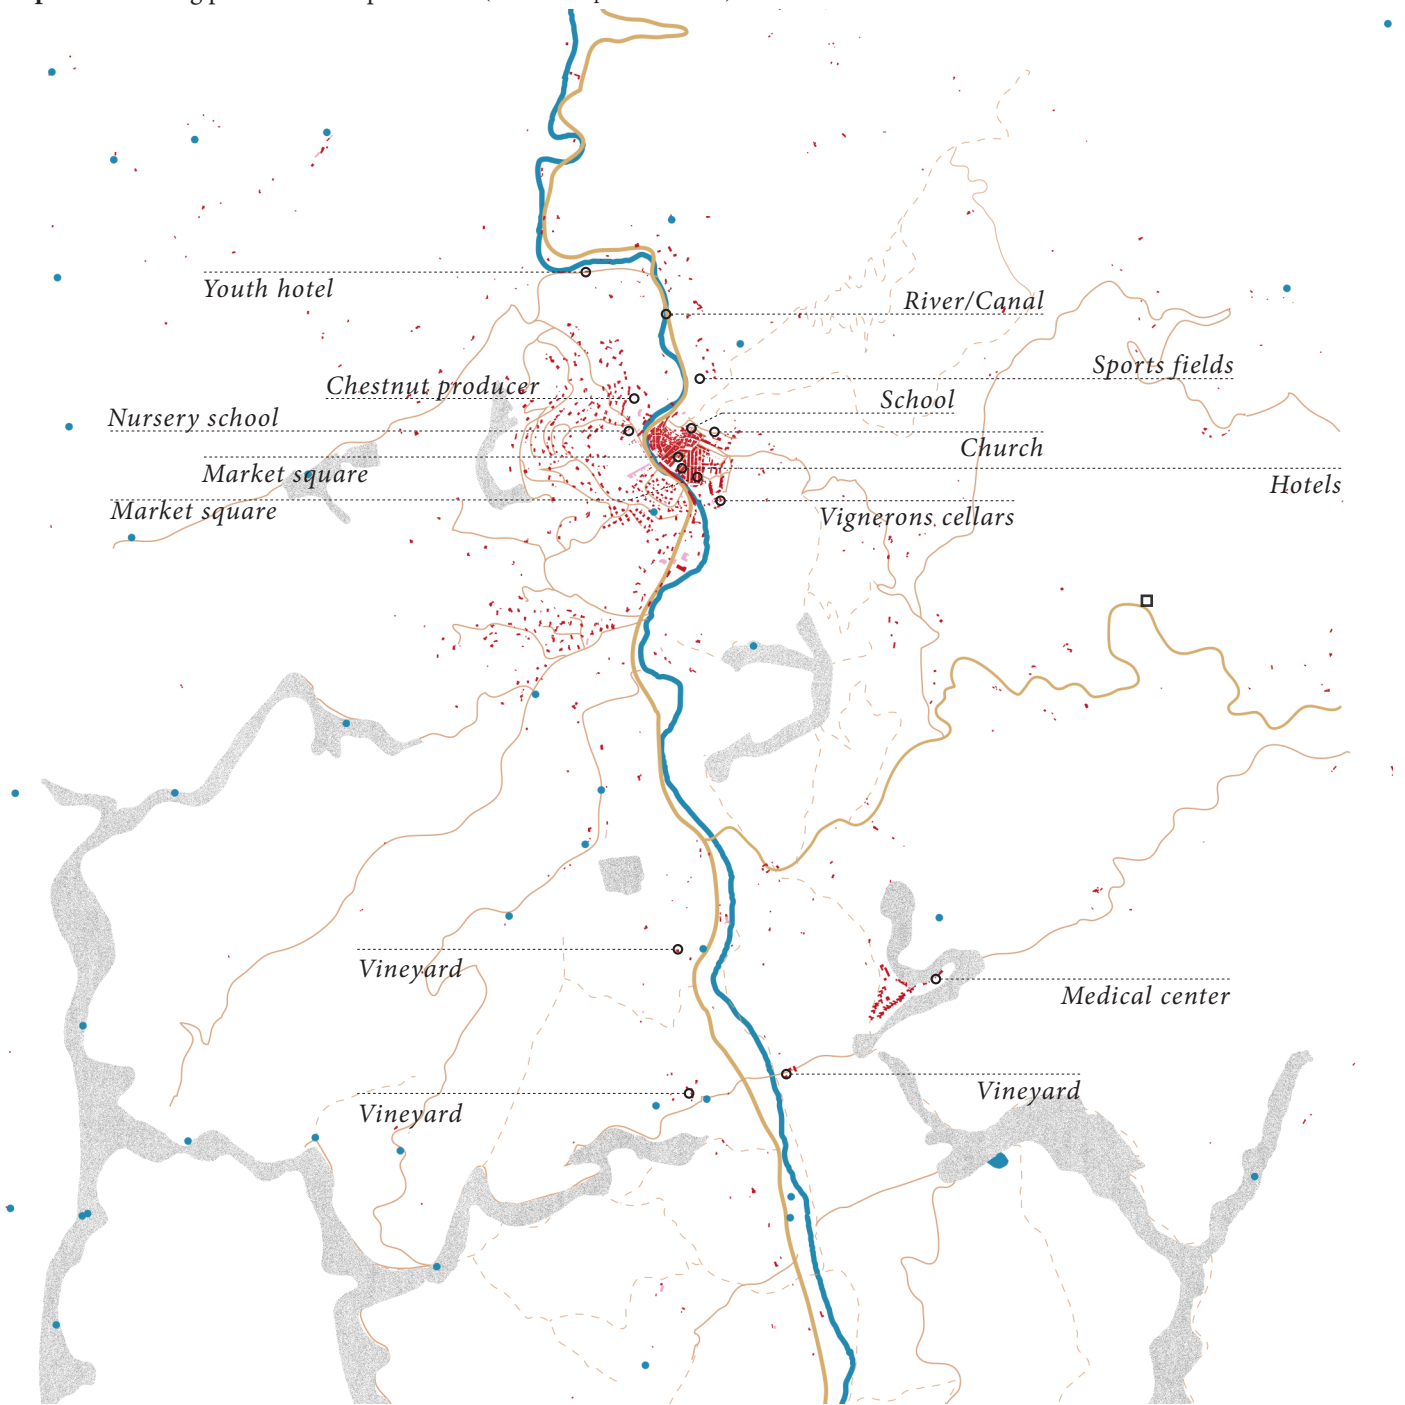 Youth hotel
River/Canal
Sports fields
Chestnut producer
School
Nursery school
Church
Market square
Hotels
Market square
Vignerons cellars
Vineyard
Medical center
Vineyard
Vineyard